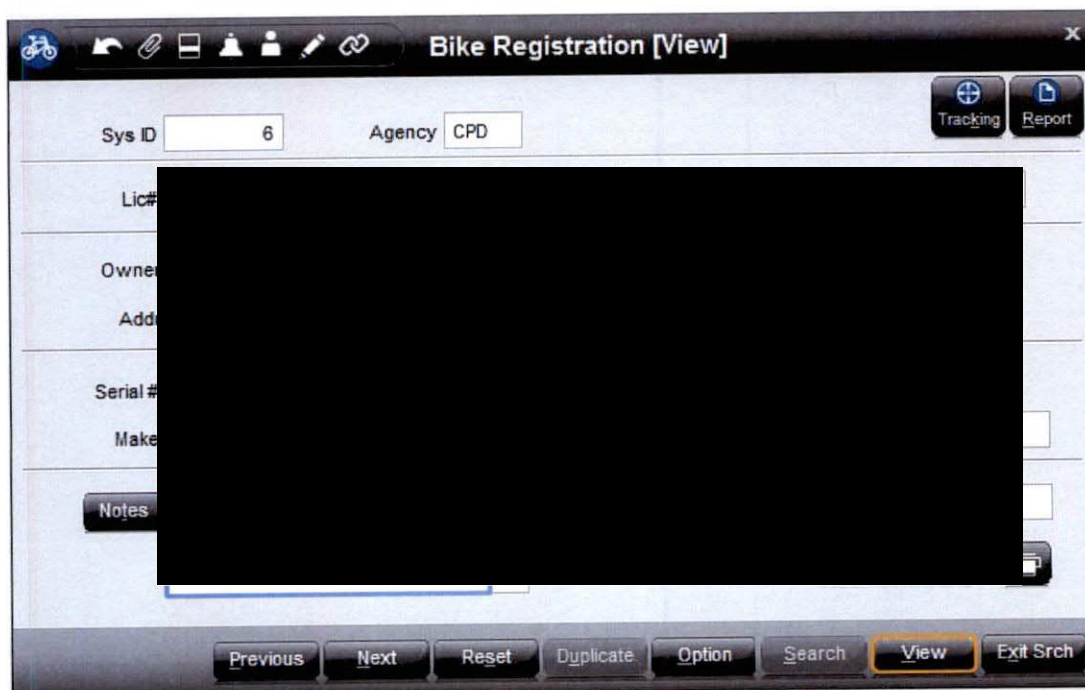 Bike Registration [View]
x
Tracking Report
Sys ID 6 Agency CPD
Lic#
Owner
Addr
Serial #
Make
Notes
Previous Next Reset Duplicate Option Search View Exit Srch